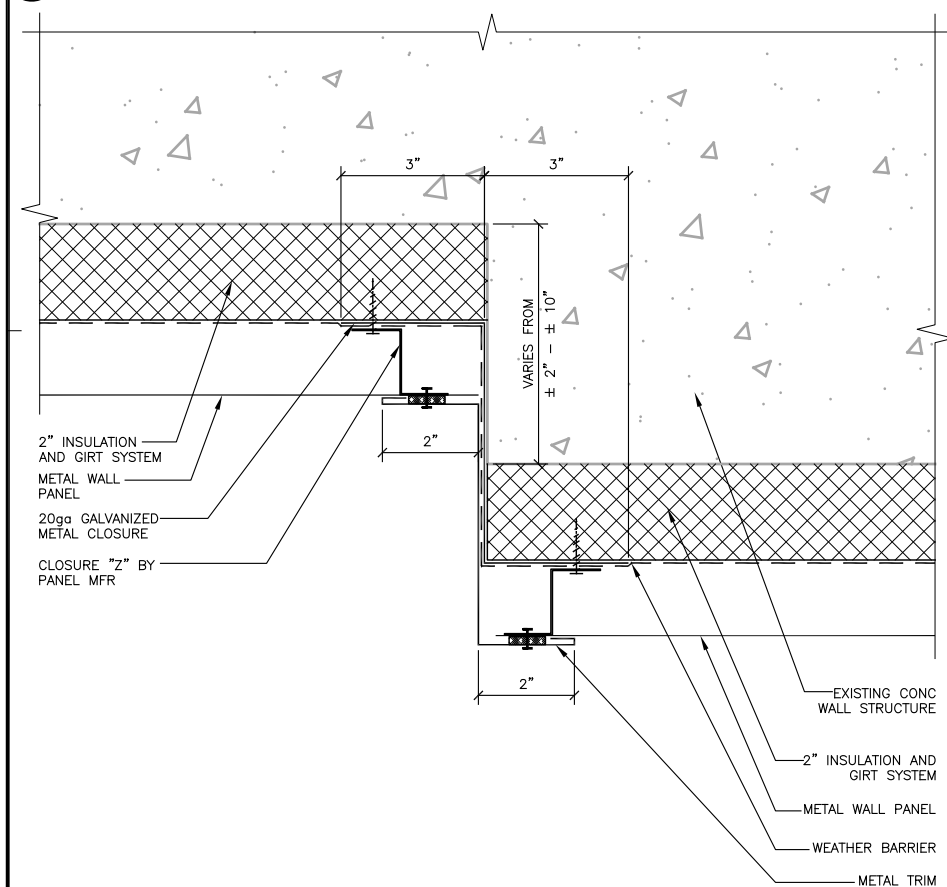 3"
3"
VARIES FROM
± 2" – ± 10"
2"
2" INSULATION
AND GIRT SYSTEM
METAL WALL
PANEL
20ga GALVANIZED
METAL CLOSURE
CLOSURE "Z" BY
PANEL MFR
2"
EXISTING CONC
WALL STRUCTURE
2" INSULATION AND
GIRT SYSTEM
METAL WALL PANEL
WEATHER BARRIER
METAL TRIM